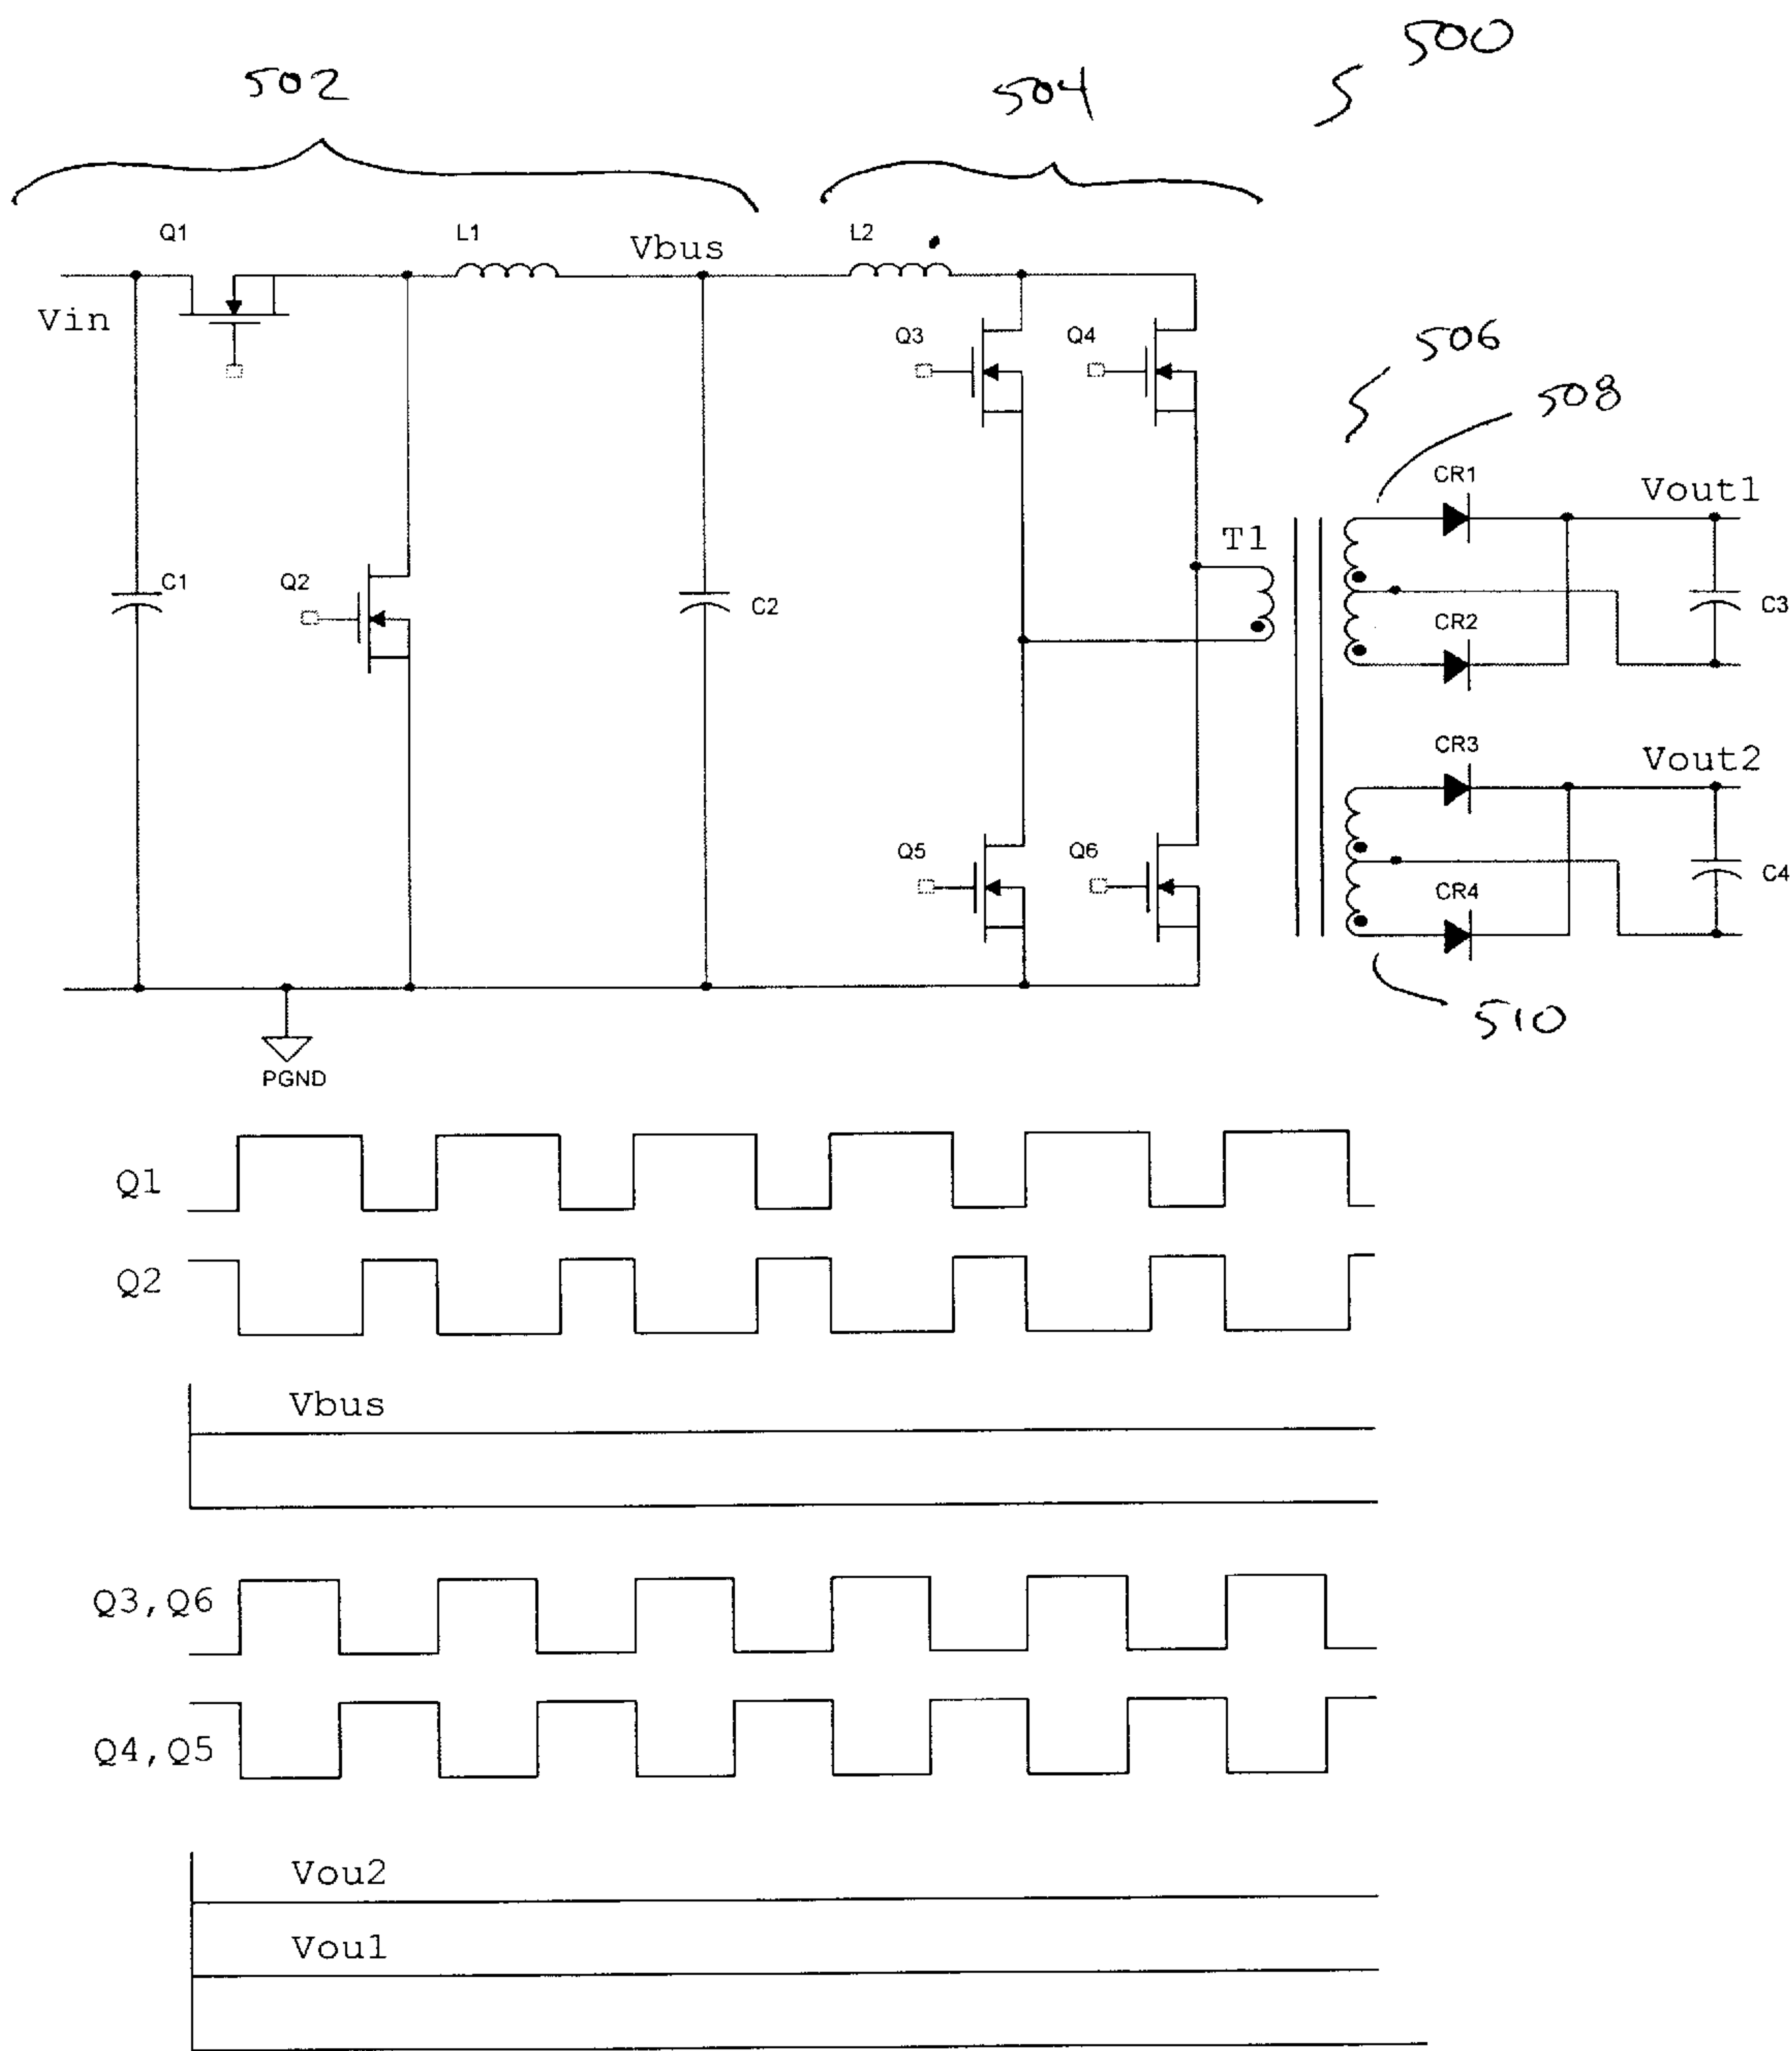 500
502
504
Q1
L1
Vbus
L2
Vin
Q3
Q4
506
508
CR1
Vout1
T1
C1
Q2
C2
C3
CR2
CR3
Vout2
Q5
Q6
CR4
C4
510
PGND
Q1
Q2
Vbus
Q3,Q6
Q4,Q5
Vou2
Vou1